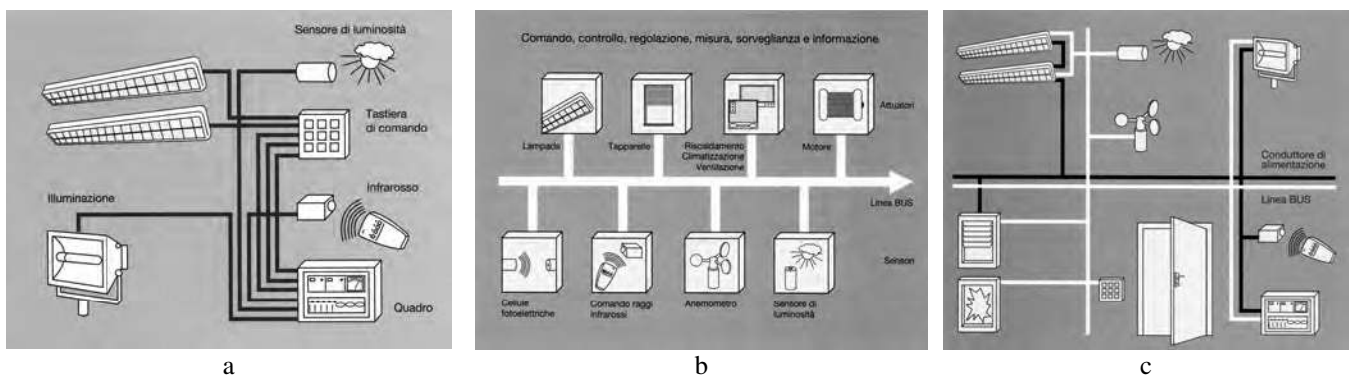 Sensore di luminosità
Tastiera
di comando
Infrarosso
Illuminazione
Quadro
a
Comando, controllo, regolazione, misura, sorveglianza e informazione
Attuatori
Lampade
Tapparelle
Riscaldamento
Climatizzazione
Ventilazione
Motore
Linea BUS
Sensori
Cellule
fotoelettriche
Comando raggi
infrarossi
Anemometro
Sensore di
luminosità
b
Conduttore di
alimentazione
Linea BUS
c